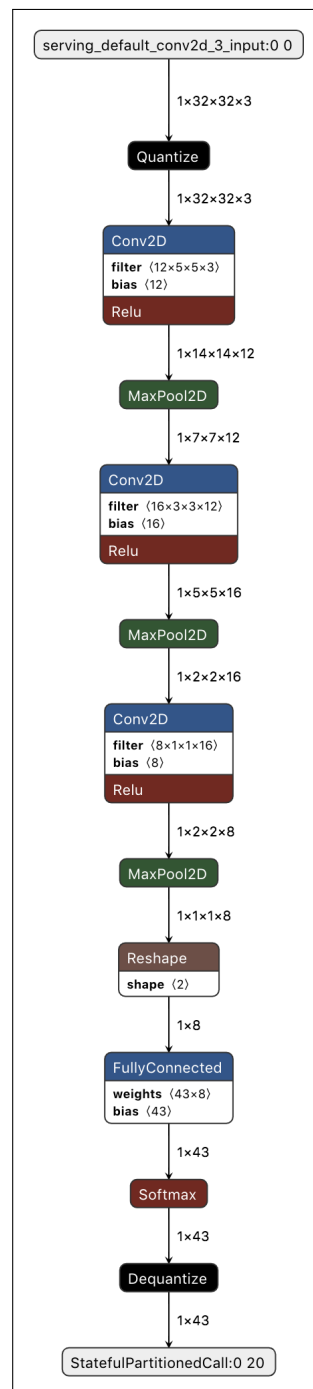 serving_default_conv2d_3_input:0 0
1×32×32×3
Quantize
1×32×32×3
Conv2D
filter ⟨12×5×5×3⟩
bias ⟨12⟩
Relu
1×14×14×12
MaxPool2D
1×7×7×12
Conv2D
filter ⟨16×3×3×12⟩
bias ⟨16⟩
Relu
1×5×5×16
MaxPool2D
1×2×2×16
Conv2D
filter ⟨8×1×1×16⟩
bias ⟨8⟩
Relu
1×2×2×8
MaxPool2D
1×1×1×8
Reshape
shape ⟨2⟩
1×8
FullyConnected
weights ⟨43×8⟩
bias ⟨43⟩
1×43
Softmax
1×43
Dequantize
1×43
StatefulPartitionedCall:0 20